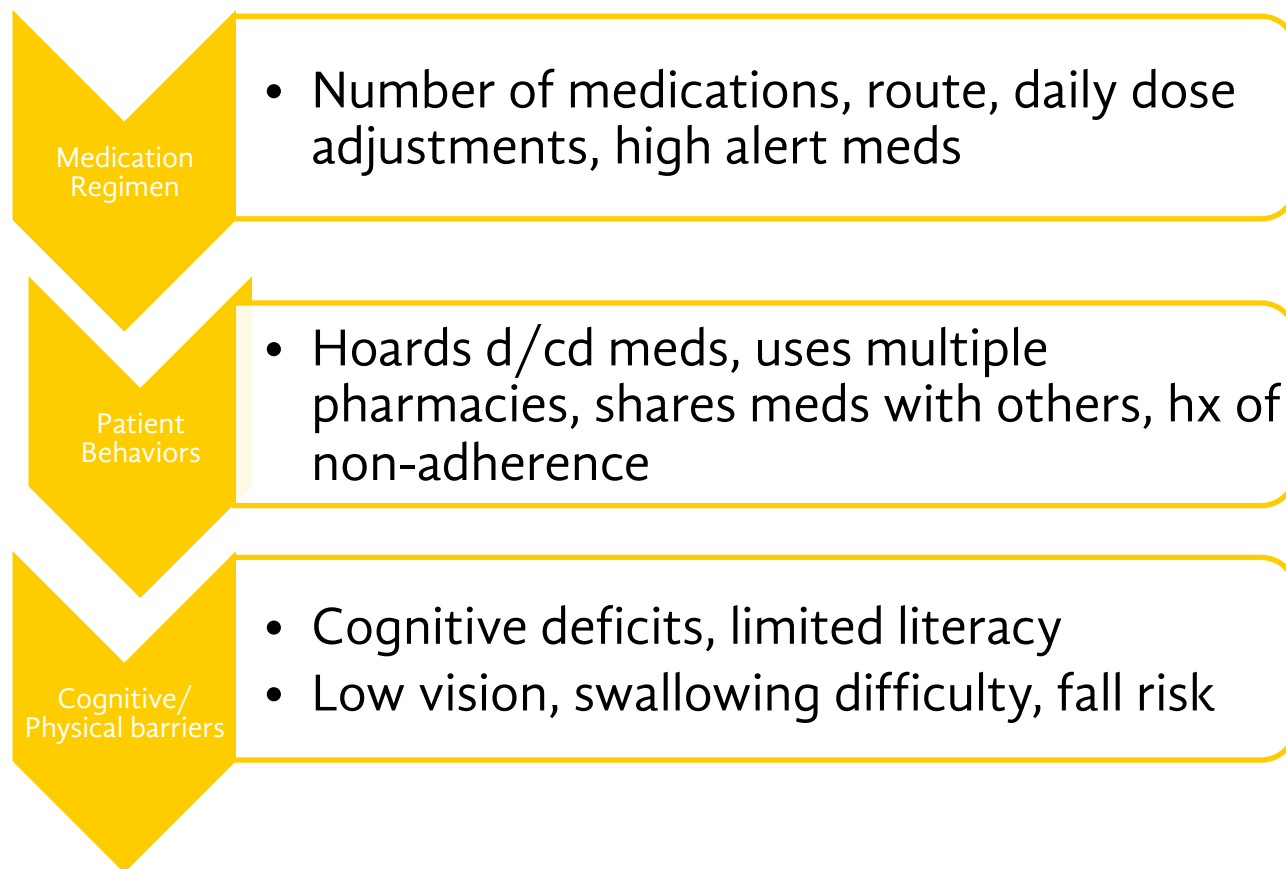 Medication
Regimen
• Number of medications, route, daily dose
adjustments, high alert meds
Patient
Behaviors
• Hoards d/cd meds, uses multiple
pharmacies, shares meds with others, hx of
non-adherence
Cognitive/
Physical barriers
• Cognitive deficits, limited literacy
• Low vision, swallowing difficulty, fall risk